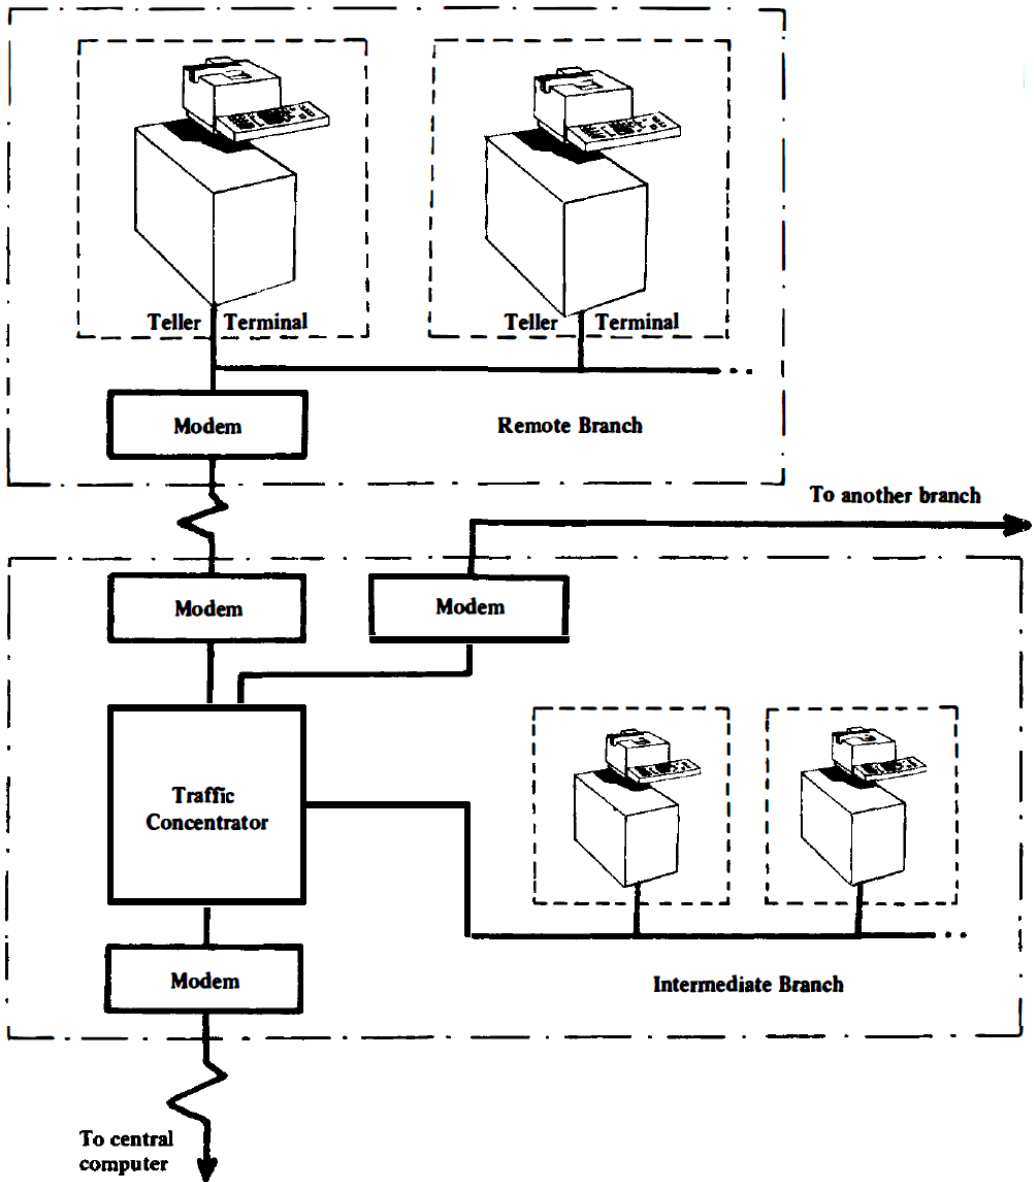 Teller Terminal
Teller Terminal
Modem
Remote Branch
To another branch
Modem
Modem
Traffic
Concentrator
Modem
Intermediate Branch
To central
computer